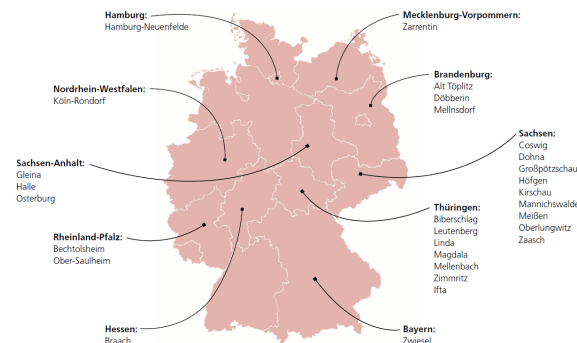 Hamburg:
Hamburg-Neuenfelde
Mecklenburg-Vorpommern:
Zarrentin
Nordrhein-Westfalen:
Köln-Rondorf
Brandenburg:
Alt Töplitz
Döbberin
Mellnsdorf
Sachsen-Anhalt:
Gleina
Halle
Osterburg
Sachsen:
Coswig
Dohna
Großpötzschau
Höfgen
Kirschau
Mannichswalde
Meißen
Oberlungwitz
Zaasch
Rheinland-Pfalz:
Bechtolsheim
Ober-Saulheim
Thüringen:
Biberschlag
Leutenberg
Linda
Magdala
Mellenbach
Zimmritz
Ifta
Hessen:
Braach
Bayern:
Zwiesel